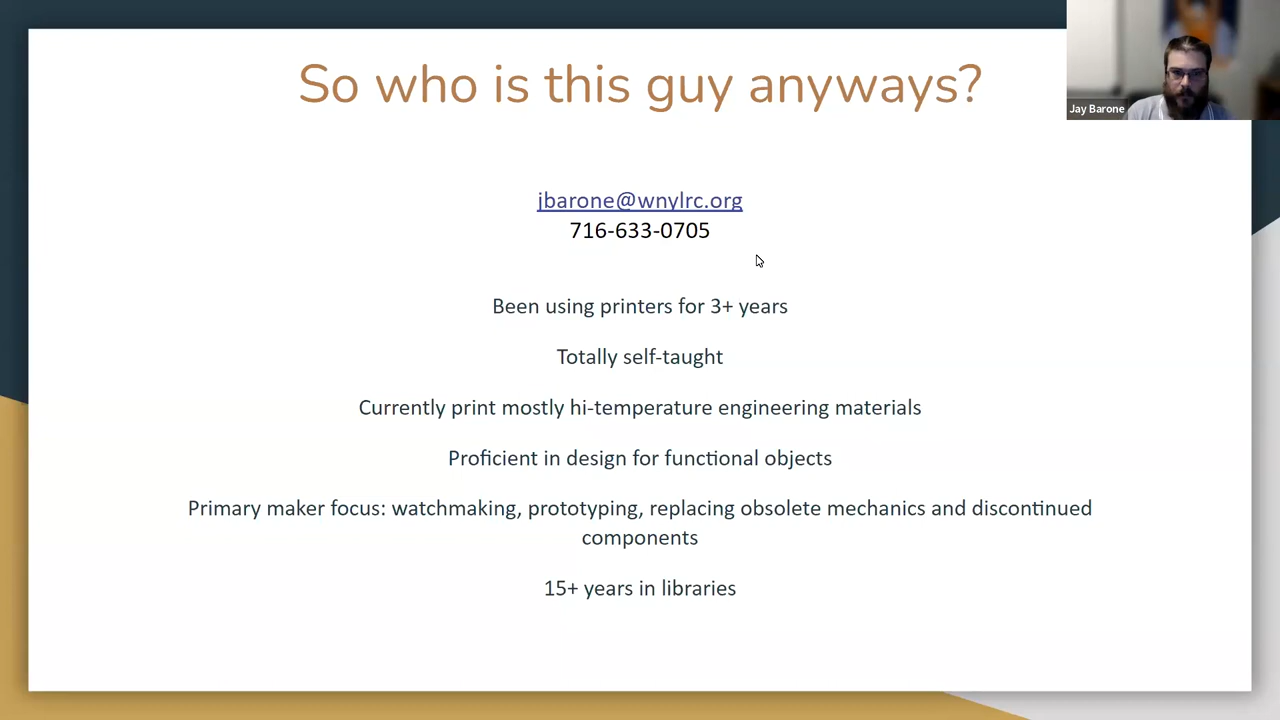 So who is this guy anyways?
Jay Barone
jbarone@wnylrc.org
716-633-0705
Been using printers for 3+ years
Totally self-taught
Currently print mostly hi-temperature engineering materials
Proficient in design for functional objects
Primary maker focus: watchmaking, prototyping, replacing obsolete mechanics and discontinued
components
15+ years in libraries